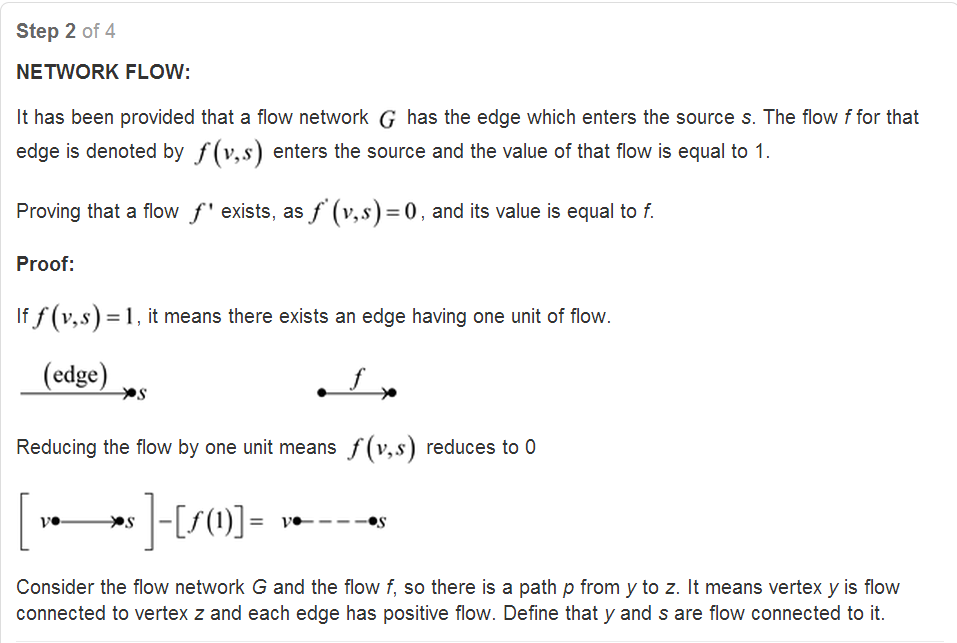 Step 2 of 4
NETWORK FLOW:
It has been provided that a flow network G has the edge which enters the source s. The flow f for that
edge is denoted by f(v,s) enters the source and the value of that flow is equal to 1.
Proving that a flow f' exists, as f'(v,s)=0, and its value is equal to f.
Proof:
If f(v,s)=1, it means there exists an edge having one unit of flow.
(edge) s f
Reducing the flow by one unit means f(v,s) reduces to 0
[v s]-[f(1)]= v s
Consider the flow network G and the flow f, so there is a path p from y to z. It means vertex y is flow
connected to vertex z and each edge has positive flow. Define that y and s are flow connected to it.